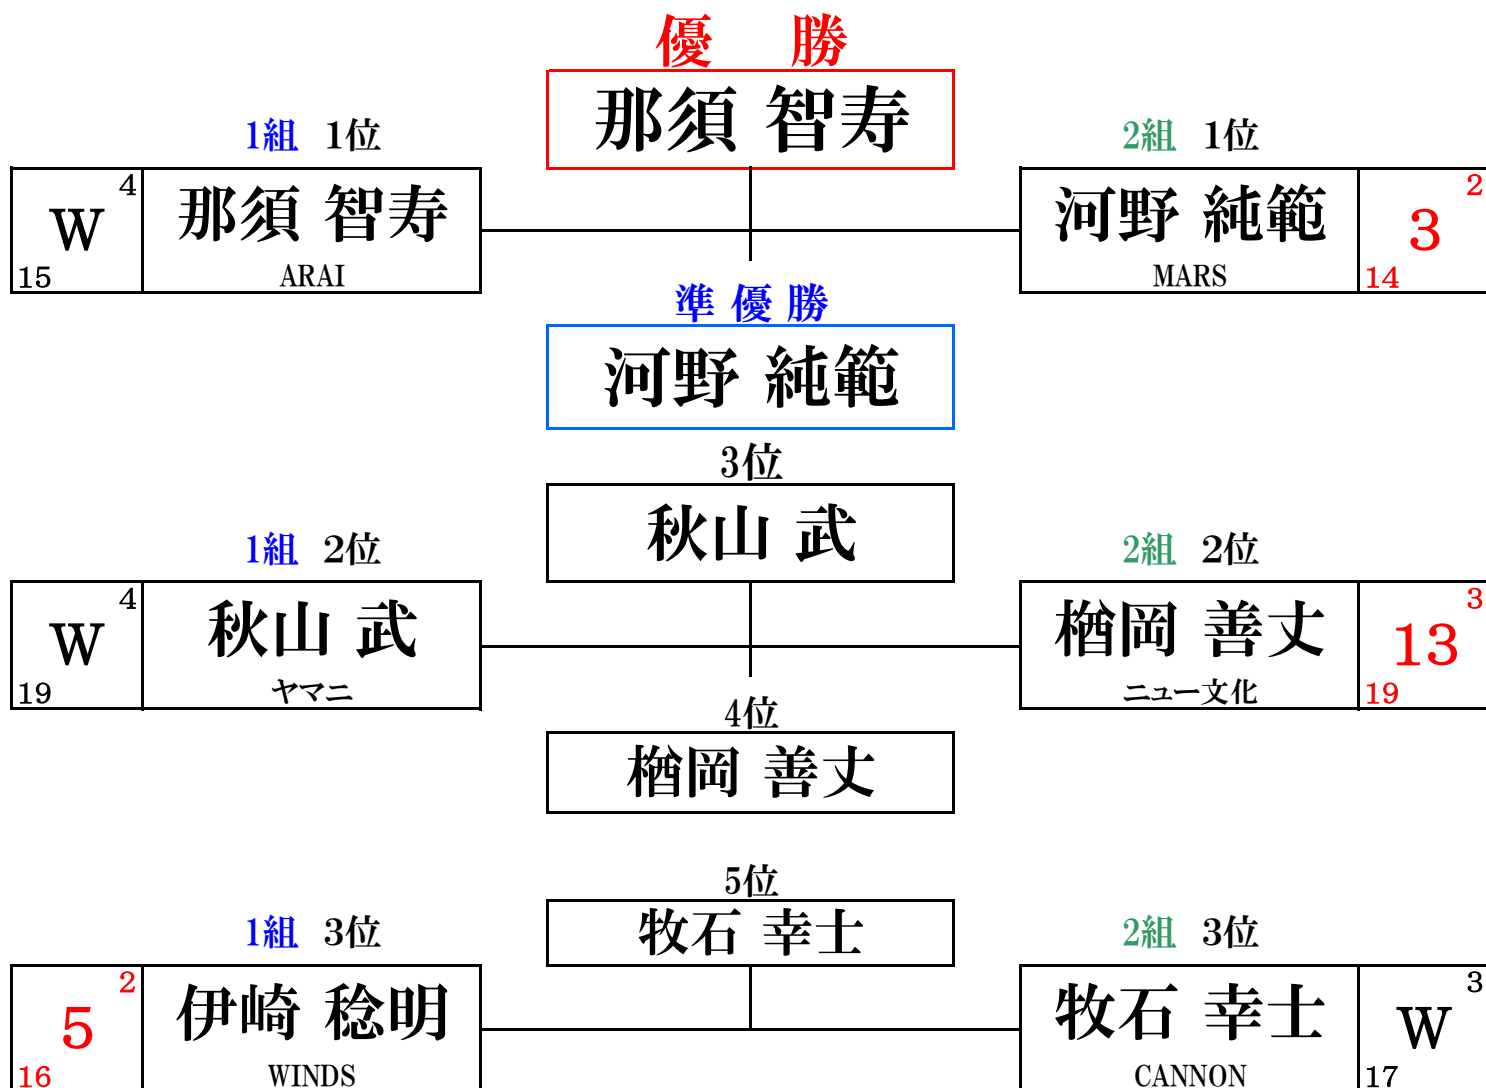 優 勝
那須 智寿
1組 1位
2組 1位
W 4 15
那須 智寿
ARAI
河野 純範
MARS
3 2 14
準 優 勝
河野 純範
3位
秋山 武
1組 2位
2組 2位
W 4 19
秋山 武
ヤマニ
楢岡 善丈
ニュー文化
13 3 19
4位
楢岡 善丈
5位
牧石 幸士
1組 3位
2組 3位
5 2 16
伊崎 稔明
WINDS
牧石 幸士
CANNON
W 3 17